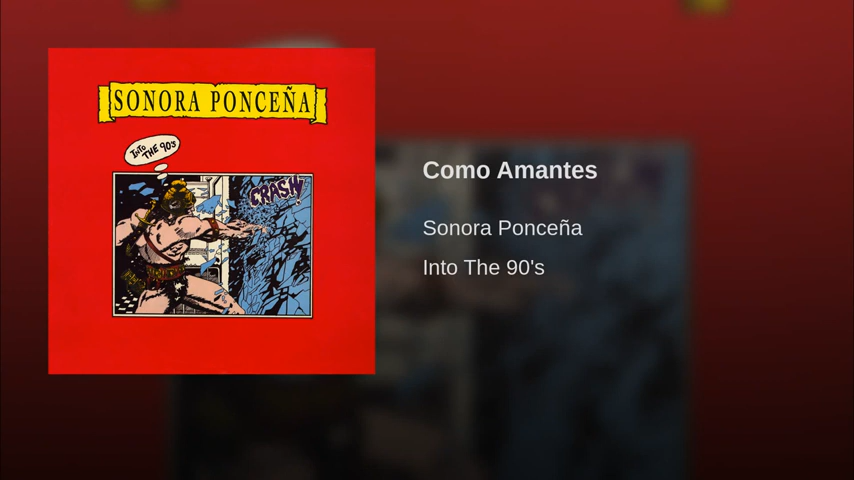 SONORA PONCEÑA
INTO
THE 90's
CRASH!
Como Amantes
Sonora Ponceña
Into The 90's